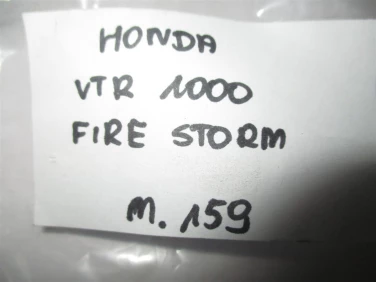 HONDA
VTR 1000
FIRE STORM
M. 159